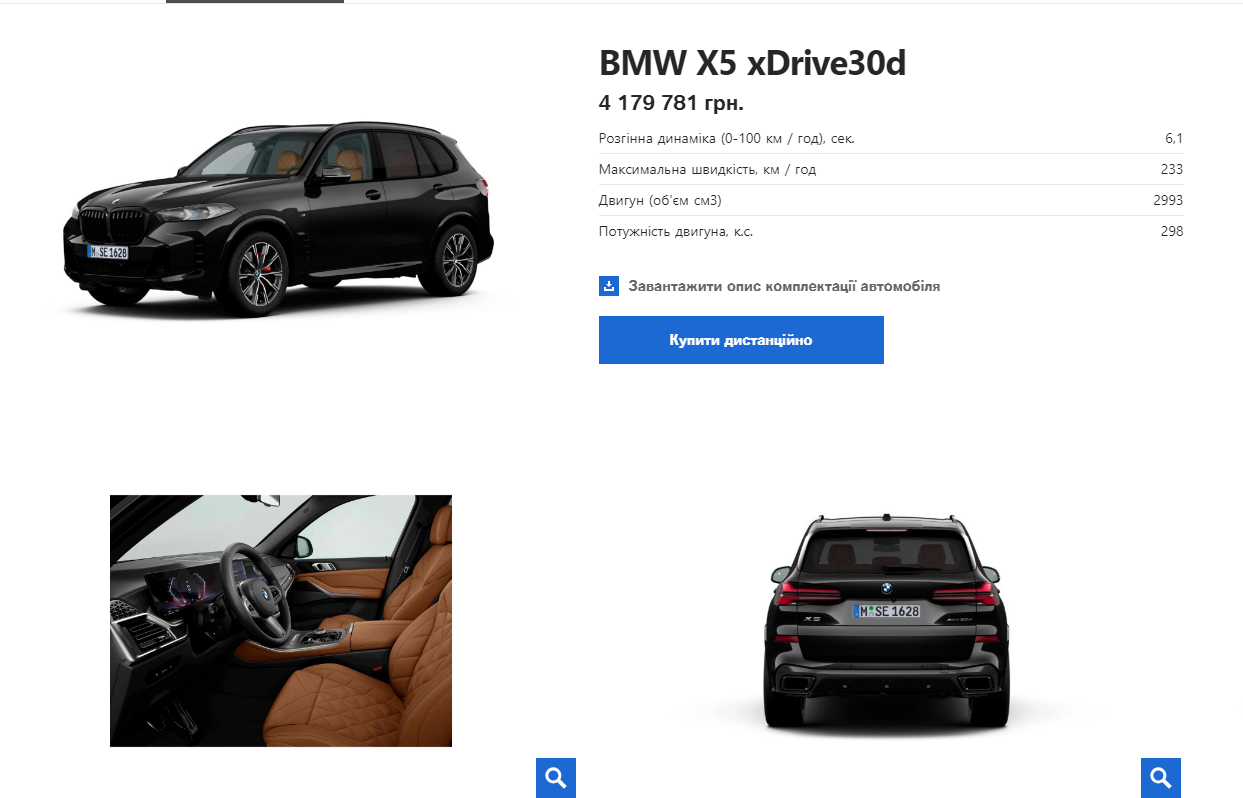 BMW X5 xDrive30d
4 179 781 грн.
Розгінна динаміка (0-100 км / год), сек. 6,1
Максимальна швидкість, км / год 233
Двигун (об'єм см3) 2993
Потужність двигуна, к.с. 298
Завантажити опис комплектації автомобіля
Купити дистанційно
M SE 1628
M SE 1628
X5